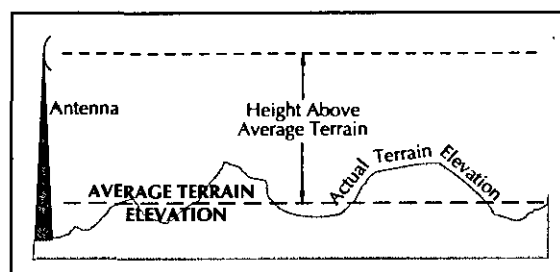 Antenna
Height Above
Average Terrain
Actual Terrain Elevation
AVERAGE TERRAIN
ELEVATION